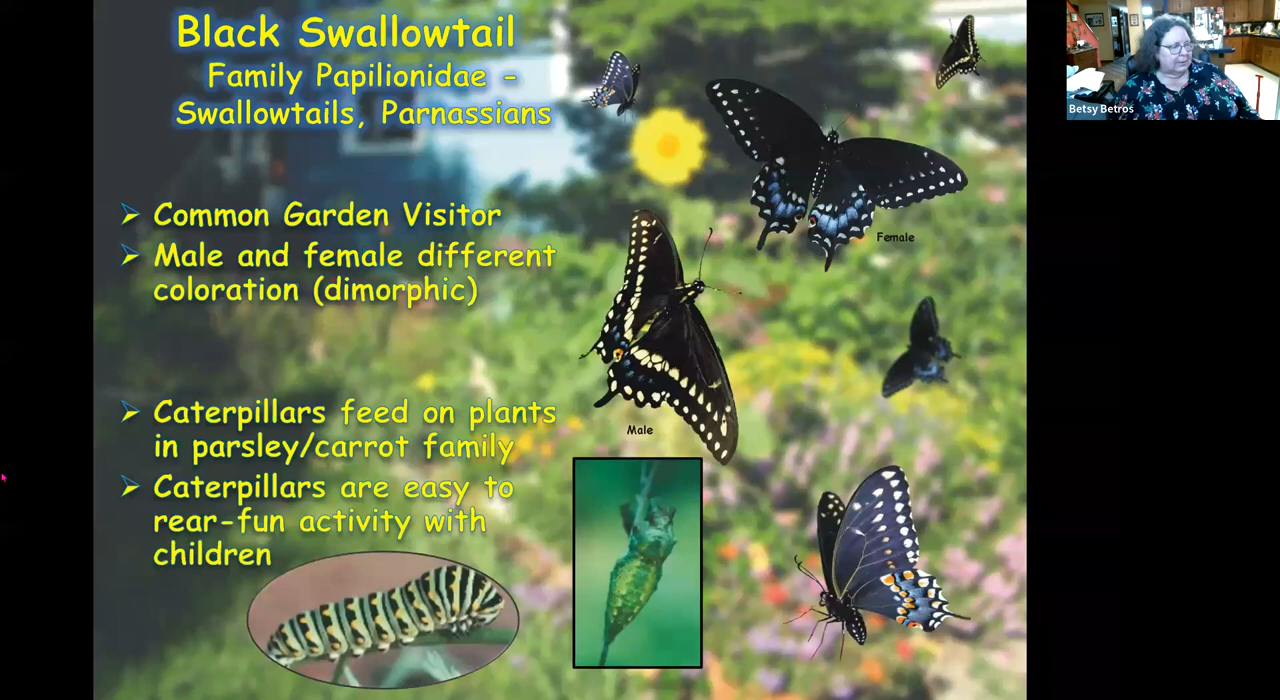 Black Swallowtail
Family Papilionidae -
Swallowtails, Parnassians
Common Garden Visitor
Male and female different
coloration (dimorphic)
Caterpillars feed on plants
in parsley/carrot family
Caterpillars are easy to
rear-fun activity with
children
Female
Male
Betsy Betros